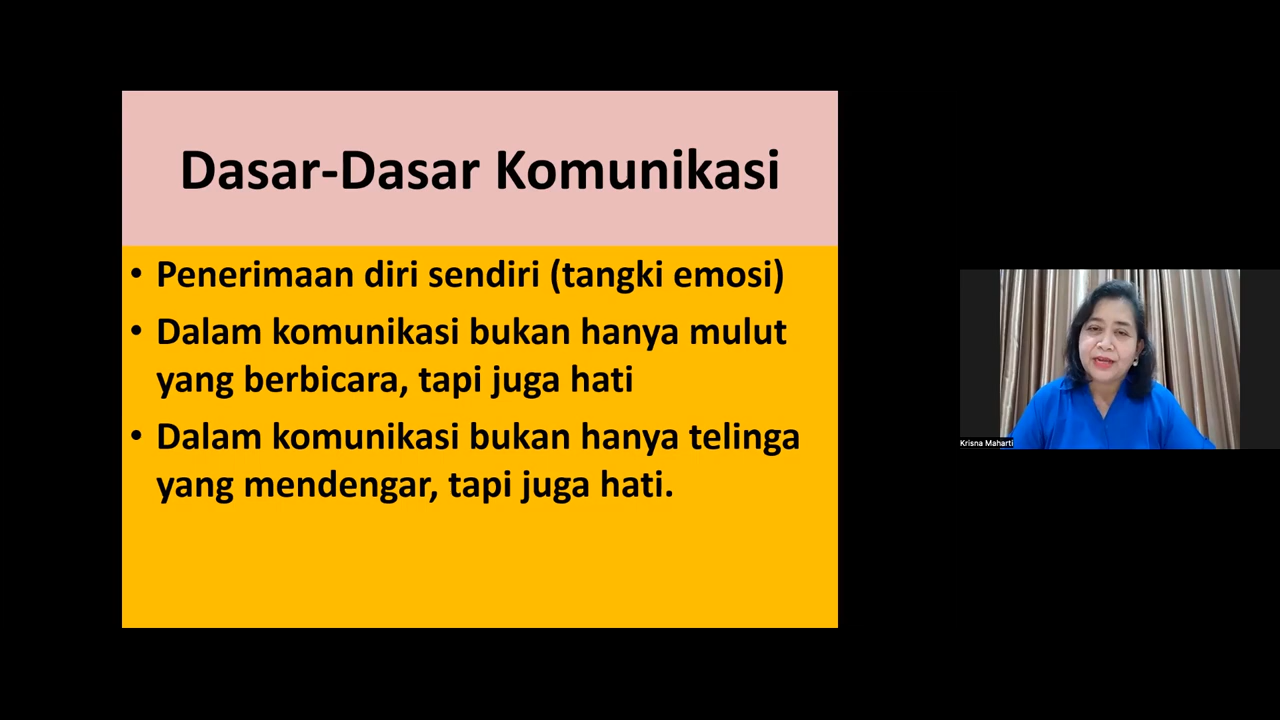 Dasar-Dasar Komunikasi
• Penerimaan diri sendiri (tangki emosi)
• Dalam komunikasi bukan hanya mulut
yang berbicara, tapi juga hati
• Dalam komunikasi bukan hanya telinga
yang mendengar, tapi juga hati.
Krisna Maharti